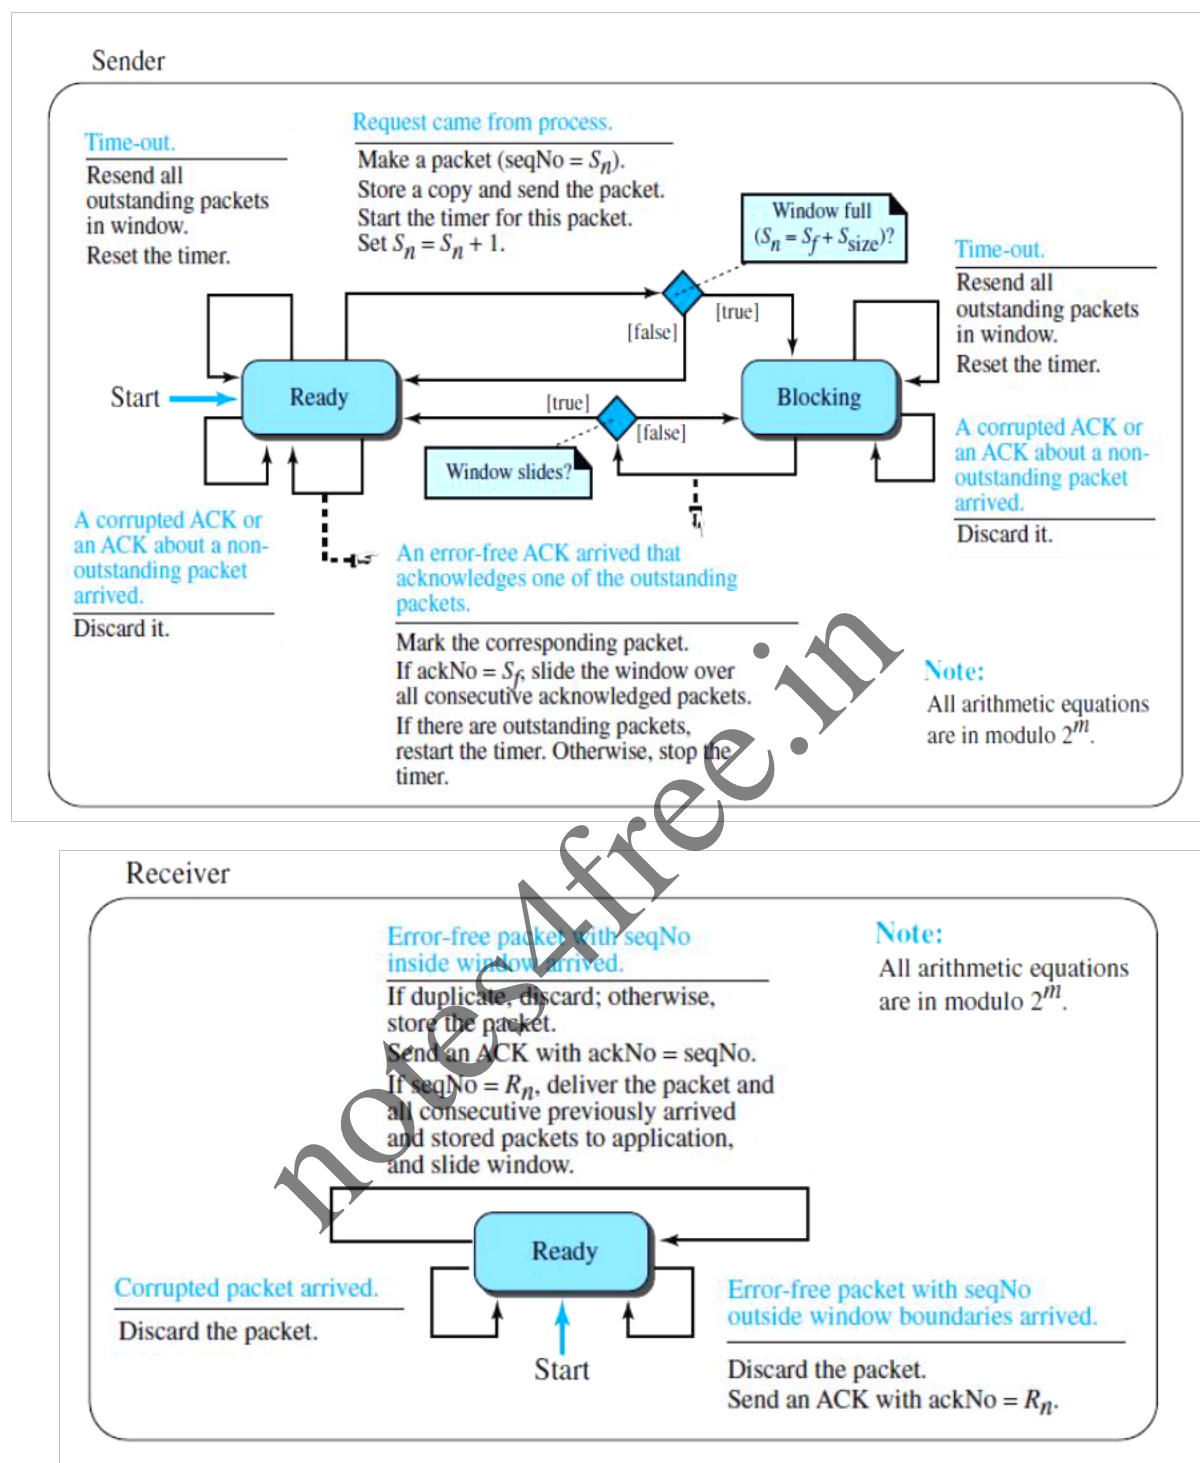 Sender
Time-out.
Resend all
outstanding packets
in window.
Reset the timer.
Request came from process.
Make a packet (seqNo = Sn).
Store a copy and send the packet.
Start the timer for this packet.
Set Sn = Sn + 1.
Window full
(Sn = Sf + Ssize)?
Time-out.
Resend all
outstanding packets
in window.
Reset the timer.
[true]
[false]
Start
Ready
Blocking
[true]
[false]
Window slides?
A corrupted ACK or
an ACK about a non-
outstanding packet
arrived.
Discard it.
A corrupted ACK or
an ACK about a non-
outstanding packet
arrived.
Discard it.
An error-free ACK arrived that
acknowledges one of the outstanding
packets.
Mark the corresponding packet.
If ackNo = Sf, slide the window over
all consecutive acknowledged packets.
If there are outstanding packets,
restart the timer. Otherwise, stop the
timer.
Note:
All arithmetic equations
are in modulo 2^m.
notes4free.in
Receiver
Error-free packet with seqNo
inside window arrived.
If duplicate, discard; otherwise,
store the packet.
Send an ACK with ackNo = seqNo.
If seqNo = Rn, deliver the packet and
all consecutive previously arrived
and stored packets to application,
and slide window.
Note:
All arithmetic equations
are in modulo 2^m.
Ready
Corrupted packet arrived.
Discard the packet.
Start
Error-free packet with seqNo
outside window boundaries arrived.
Discard the packet.
Send an ACK with ackNo = Rn.